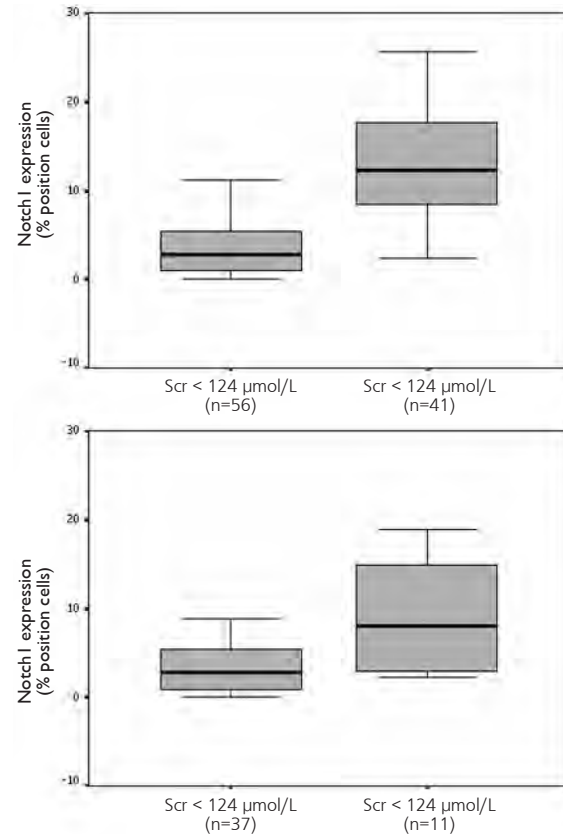 30
20
10
0
-10
Notch1 expression
(% position cells)
Scr < 124 µmol/L
(n=56)
Scr < 124 µmol/L
(n=41)
30
20
10
0
-10
Notch1 expression
(% position cells)
Scr < 124 µmol/L
(n=37)
Scr < 124 µmol/L
(n=11)